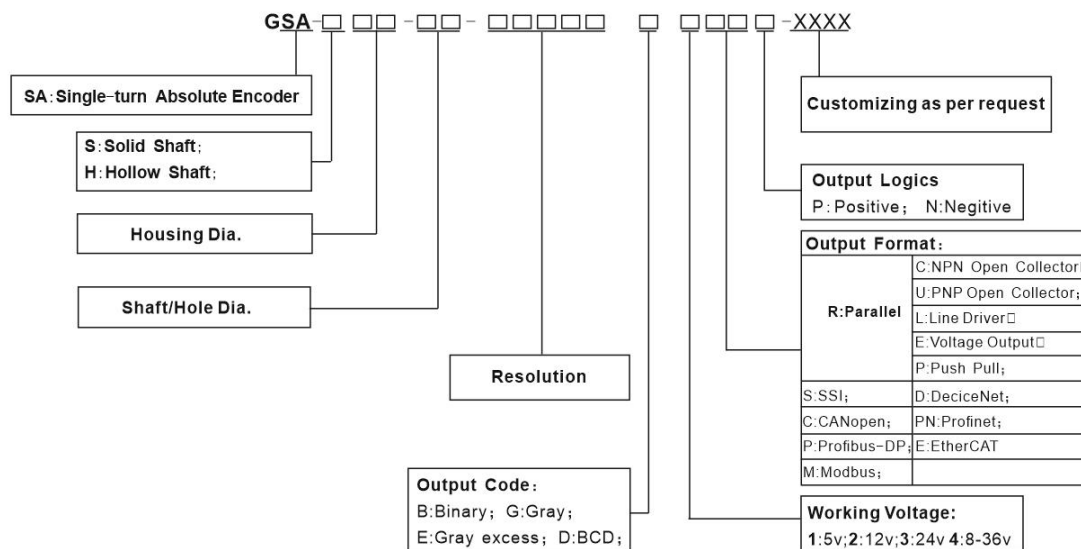 GSA-□ □□ -□□ - □□□□□ □ □□□□ -XXXX
SA:Single-turn Absolute Encoder
S:Solid Shaft;
H:Hollow Shaft;
Housing Dia.
Shaft/Hole Dia.
Resolution
Output Code:
B:Binary; G:Gray;
E:Gray excess; D:BCD;
Customizing as per request
Output Logics
P:Positive; N:Negitive
Output Format:
R:Parallel
C:NPN Open Collector
U:PNP Open Collector;
L:Line Driver□
E:Voltage Output□
P:Push Pull;
S:SSI; D:DeciceNet;
C:CANopen; PN:Profinet;
P:Profibus-DP; E:EtherCAT
M:Modbus;
Working Voltage:
1:5v;2:12v;3:24v 4:8-36v